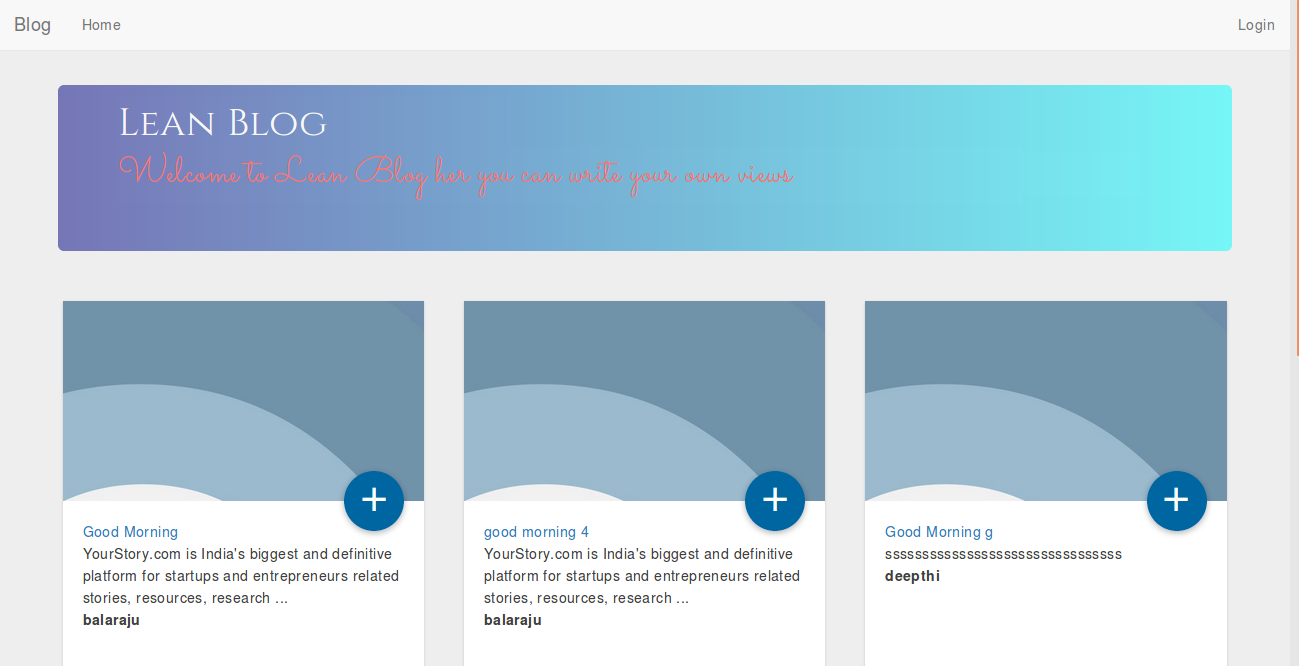 Blog Home Login
Lean Blog
Welcome to Lean Blog her you can write your own views
Good Morning
YourStory.com is India's biggest and definitive
platform for startups and entrepreneurs related
stories, resources, research ...
balaraju
good morning 4
YourStory.com is India's biggest and definitive
platform for startups and entrepreneurs related
stories, resources, research ...
balaraju
Good Morning g
sssssssssssssssssssssssssssssssss
deepthi